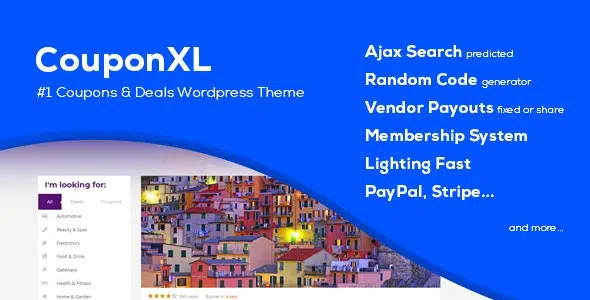 CouponXL
#1 Coupons & Deals Wordpress Theme
Ajax Search predicted
Random Code generator
Vendor Payouts fixed or share
Membership System
Lighting Fast
PayPal, Stripe...
and more...
I'm looking for:
All Deals Coupons
Automotive
Beauty & Spas
Electronics
Food & Drink
Getaways
Health & Fitness
Home & Garden